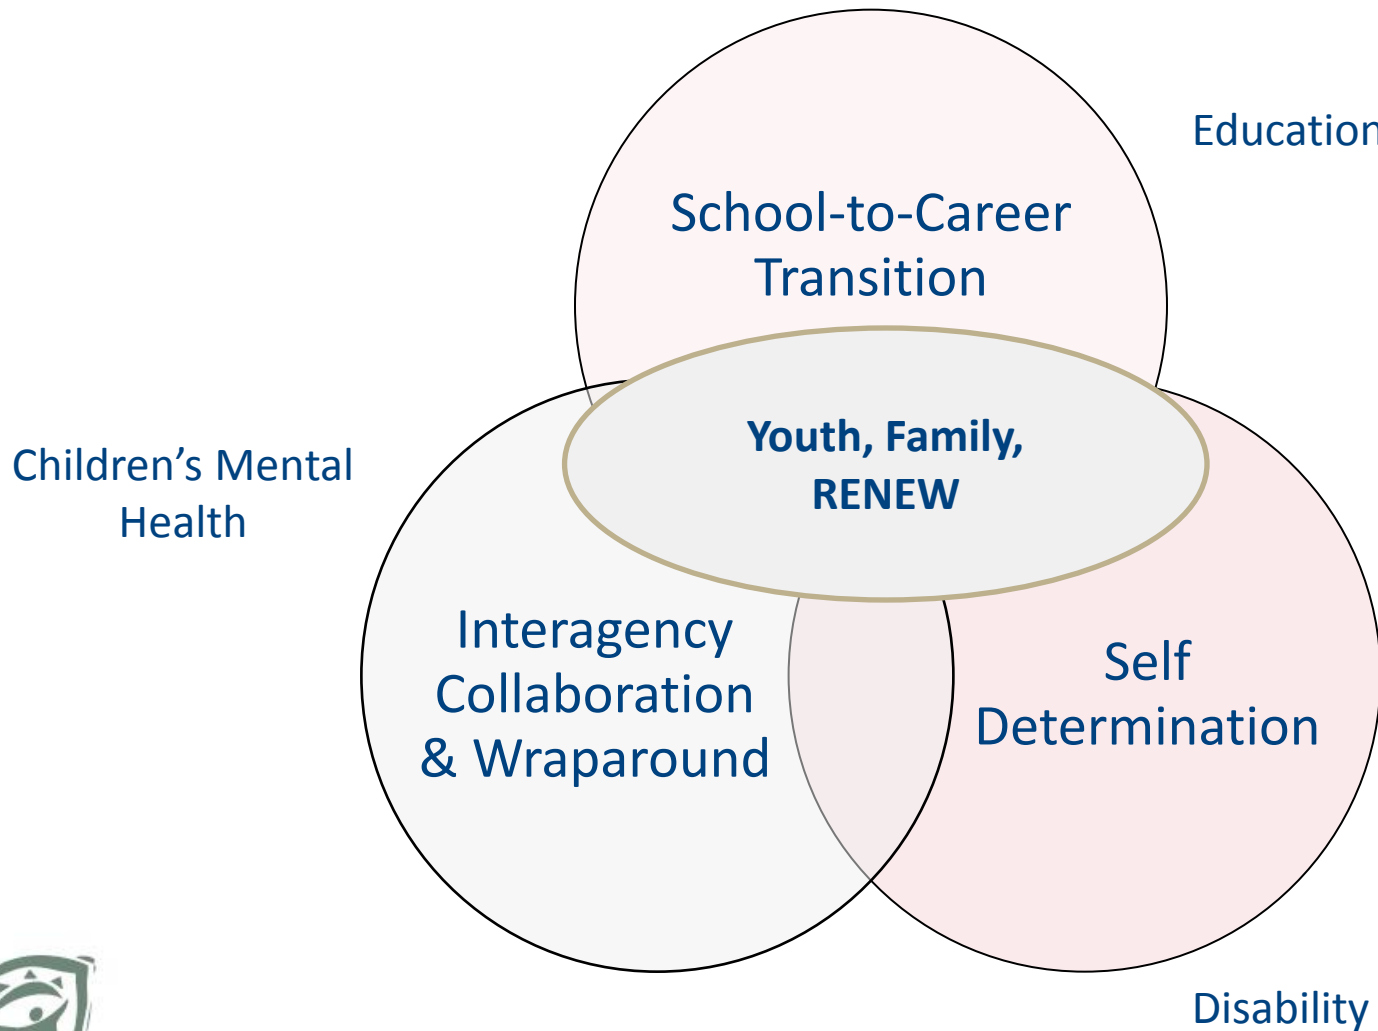 Education
School-to-Career
Transition
Youth, Family,
RENEW
Children’s Mental
Health
Interagency
Collaboration
& Wraparound
Self
Determination
Disability